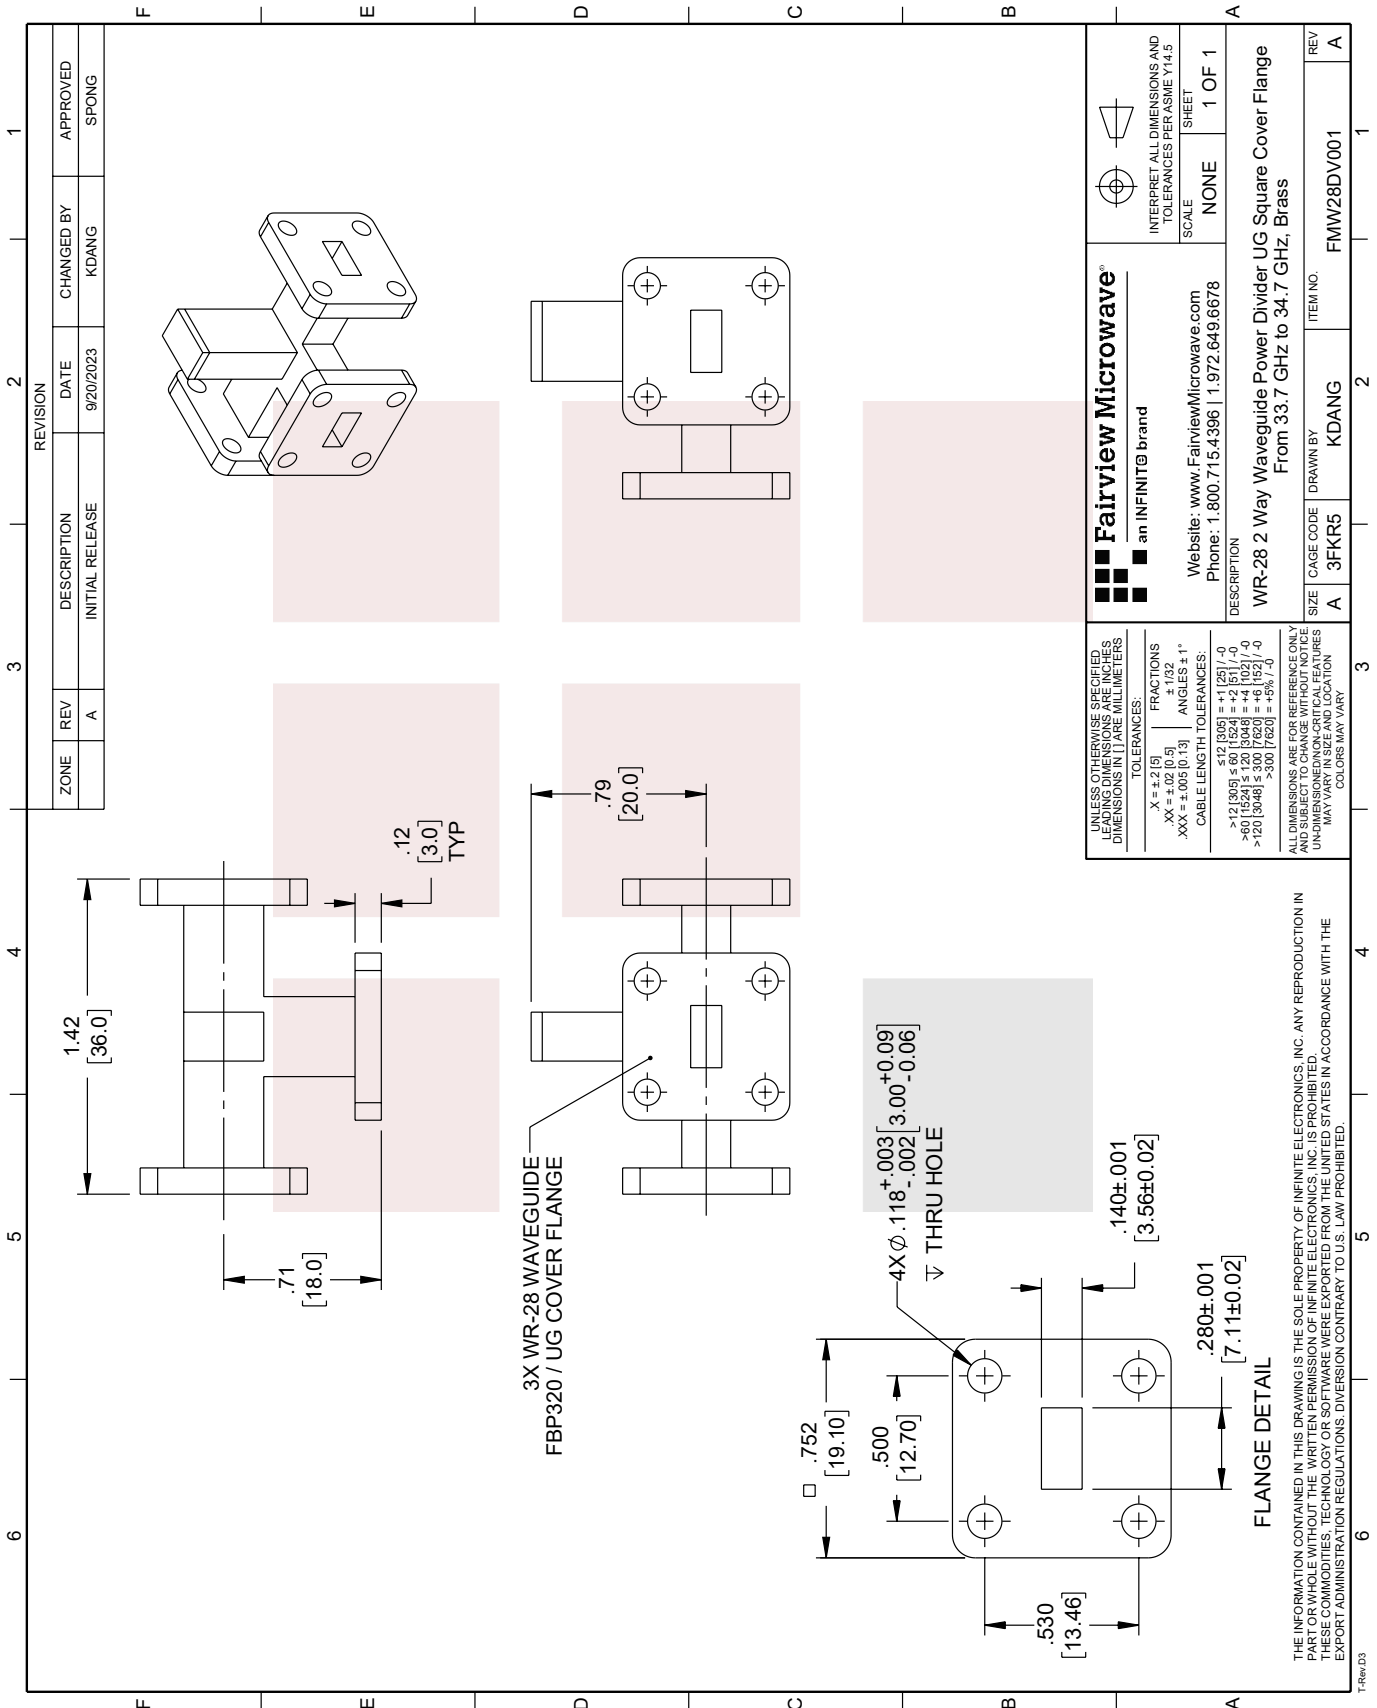 6
5
4
3
2
1
F
E
D
C
B
A
REVISION
ZONE
REV
DESCRIPTION
DATE
CHANGED BY
APPROVED
A
INITIAL RELEASE
9/20/2023
KDANG
SPONG
1.42
[36.0]
.71
[18.0]
.12
[3.0]
TYP
3X WR-28 WAVEGUIDE
FBP320 / UG COVER FLANGE
.79
[20.0]
.752
[19.10]
.500
[12.70]
.530
[13.46]
4X Ø.118 +.003 -.002 [3.00 +0.09 -0.06]
↧ THRU HOLE
.140±.001
[3.56±0.02]
.280±.001
[7.11±0.02]
FLANGE DETAIL
THE INFORMATION CONTAINED IN THIS DRAWING IS THE SOLE PROPERTY OF INFINITE ELECTRONICS, INC. ANY REPRODUCTION IN
PART OR WHOLE WITHOUT THE WRITTEN PERMISSION OF INFINITE ELECTRONICS, INC. IS PROHIBITED.
THESE COMMODITIES, TECHNOLOGY OR SOFTWARE WERE EXPORTED FROM THE UNITED STATES IN ACCORDANCE WITH THE
EXPORT ADMINISTRATION REGULATIONS. DIVERSION CONTRARY TO U.S. LAW PROHIBITED.
UNLESS OTHERWISE SPECIFIED
LEADING DIMENSIONS ARE INCHES
DIMENSIONS IN [ ] ARE MILLIMETERS
TOLERANCES:
.X = ±.2 [5]
.XX = ±.02 [0.5]
.XXX = ±.005 [0.13]
FRACTIONS
± 1/32
ANGLES ± 1°
CABLE LENGTH TOLERANCES:
≤12 [305] = +1 [25] / -0
>12 [305] ≤ 60 [1524] = +2 [51] / -0
>60 [1524] ≤ 120 [3048] = +4 [102] / -0
>120 [3048] ≤ 300 [7620] = +6 [152] / -0
>300 [7620] = +5% / -0
ALL DIMENSIONS ARE FOR REFERENCE ONLY
AND SUBJECT TO CHANGE WITHOUT NOTICE.
UN-DIMENSIONED/NON-CRITICAL FEATURES
MAY VARY IN SIZE AND LOCATION
COLORS MAY VARY
Fairview Microwave®
an INFINIT℮ brand
Website: www.FairviewMicrowave.com
Phone: 1.800.715.4396 | 1.972.649.6678
INTERPRET ALL DIMENSIONS AND
TOLERANCES PER ASME Y14.5
SCALE
NONE
SHEET
1 OF 1
DESCRIPTION
WR-28 2 Way Waveguide Power Divider UG Square Cover Flange
From 33.7 GHz to 34.7 GHz, Brass
SIZE
A
CAGE CODE
3FKR5
DRAWN BY
KDANG
ITEM NO.
FMW28DV001
REV
A
F
E
D
C
B
A
6
5
4
3
2
1
T-Rev.D3